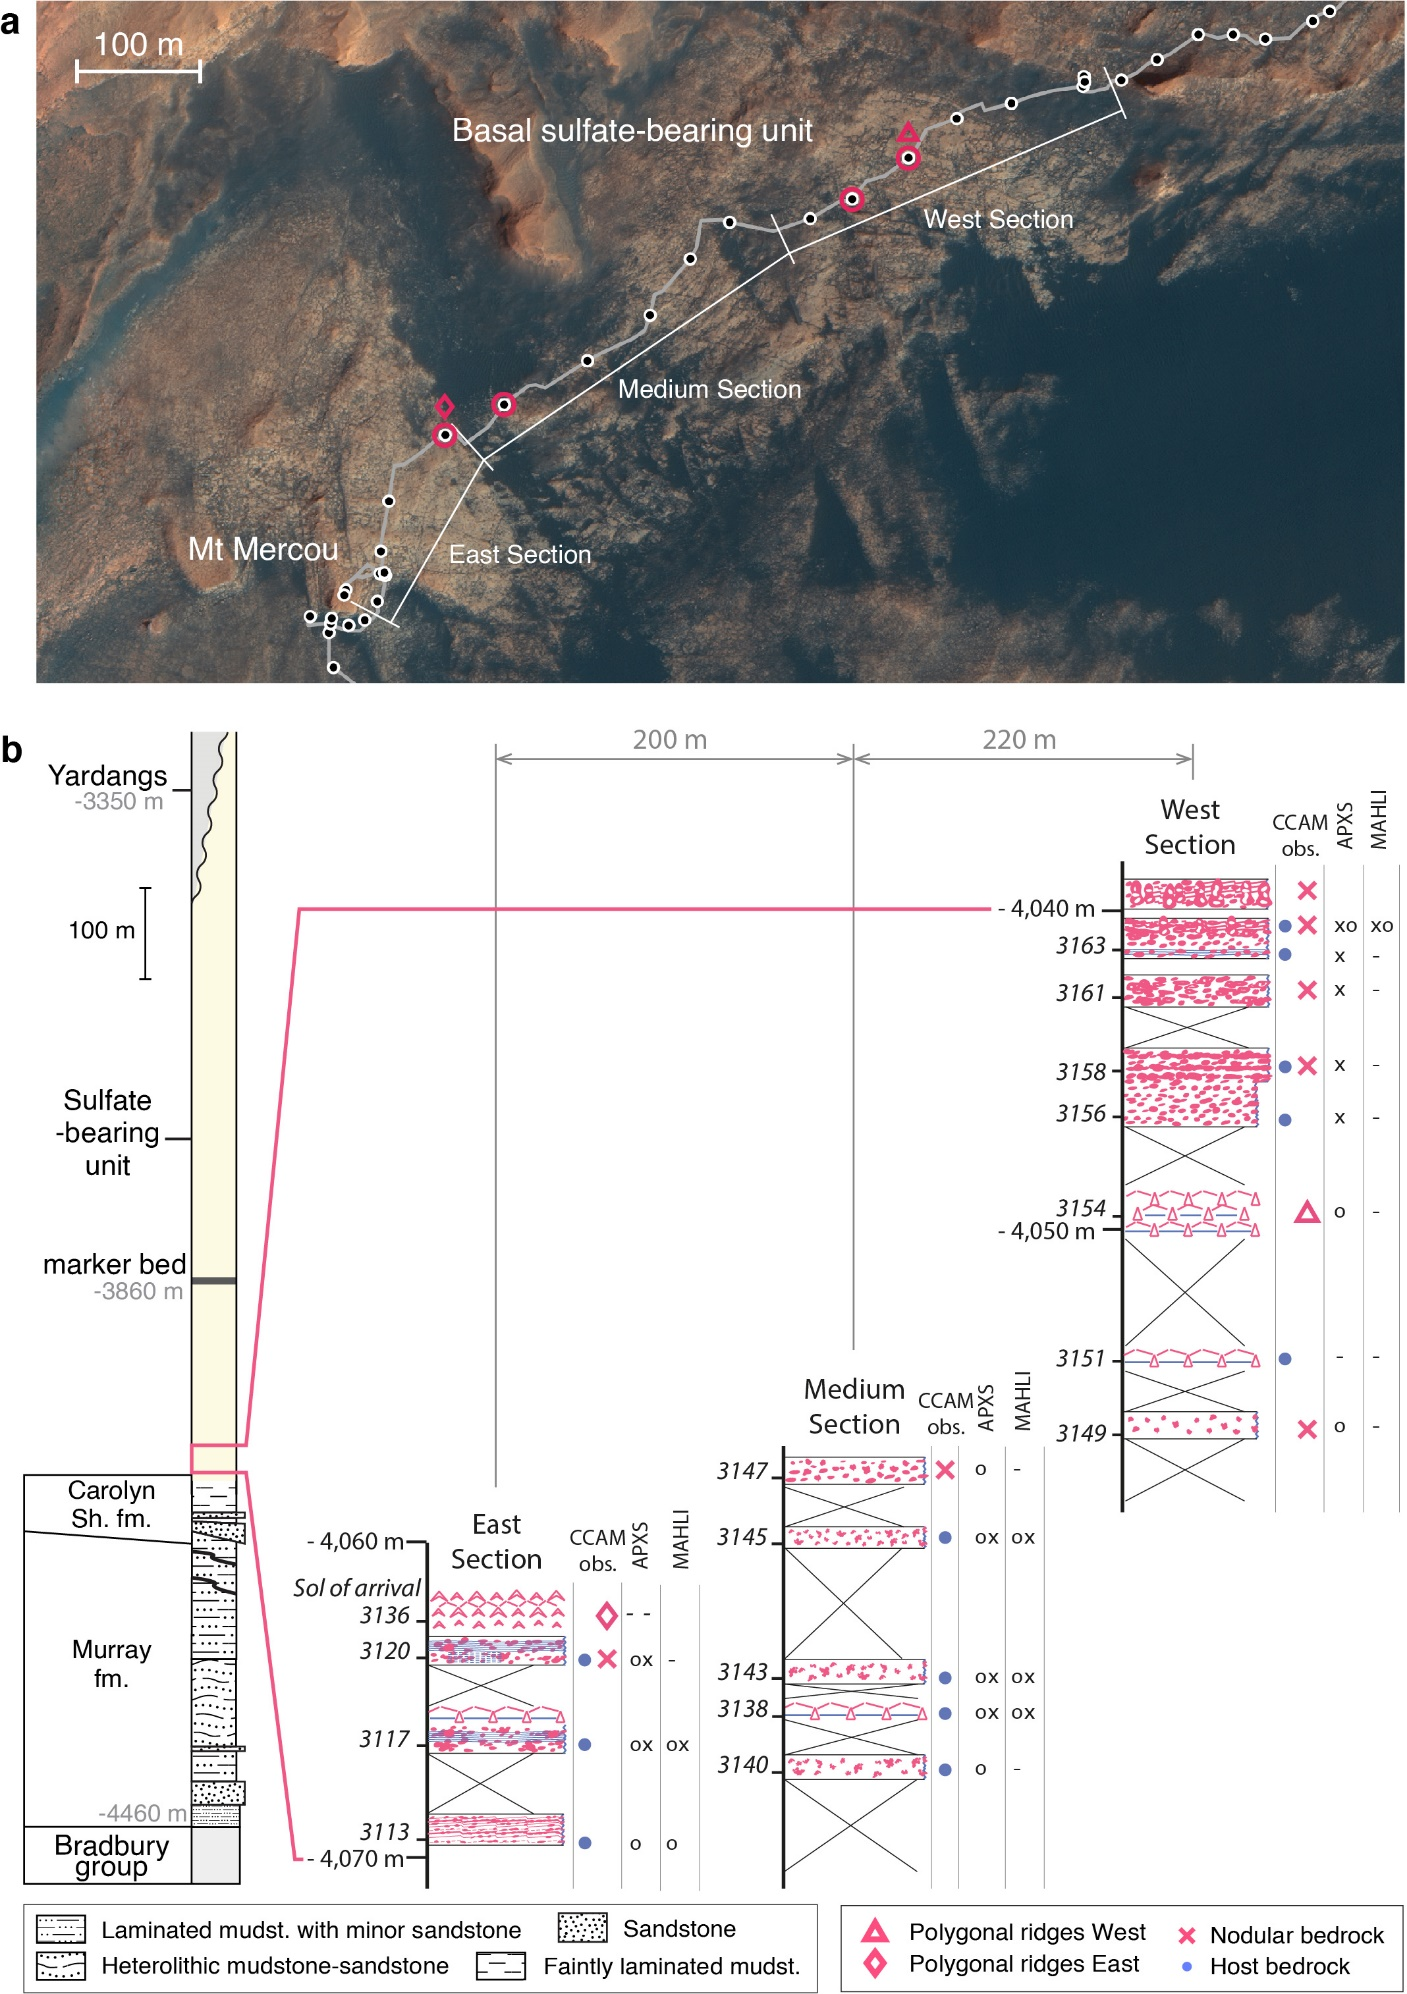 a
100 m
Basal sulfate-bearing unit
West Section
Medium Section
East Section
Mt Mercou
b
200 m
220 m
Yardangs
-3350 m
100 m
Sulfate
-bearing
unit
marker bed
-3860 m
Carolyn
Sh. fm.
Murray
fm.
-4460 m
Bradbury
group
West
Section
CCAM
obs.
APXS
MAHLI
- 4,040 m
xo xo
3163
x -
3161 x -
3158 x -
3156 x -
3154 o -
- 4,050 m
3151 - -
3149 o -
Medium
Section
CCAM
obs.
APXS
MAHLI
3147 o -
3145 ox ox
3143 ox ox
3138 ox ox
3140 o -
East
Section
CCAM
obs.
APXS
MAHLI
- 4,060 m
Sol of arrival
3136 - -
3120 ox -
3117 ox ox
3113 o o
- 4,070 m
Laminated mudst. with minor sandstone
Sandstone
Heterolithic mudstone-sandstone
Faintly laminated mudst.
Polygonal ridges West
Nodular bedrock
Polygonal ridges East
Host bedrock